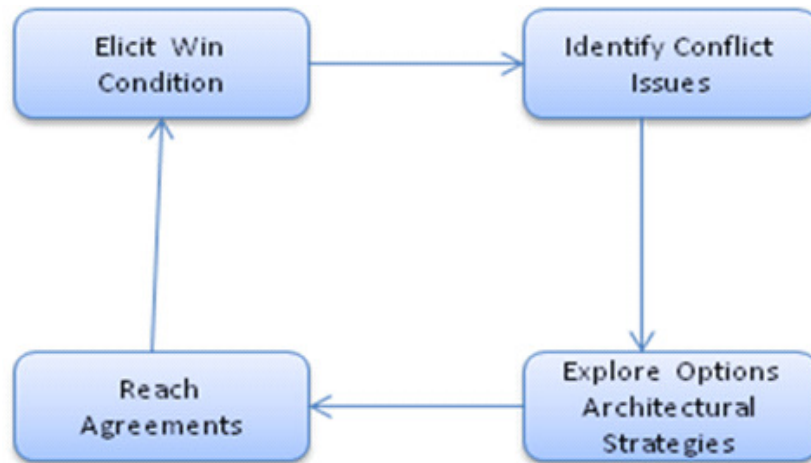 Elicit Win
Condition
Identify Conflict
Issues
Reach
Agreements
Explore Options
Architectural
Strategies